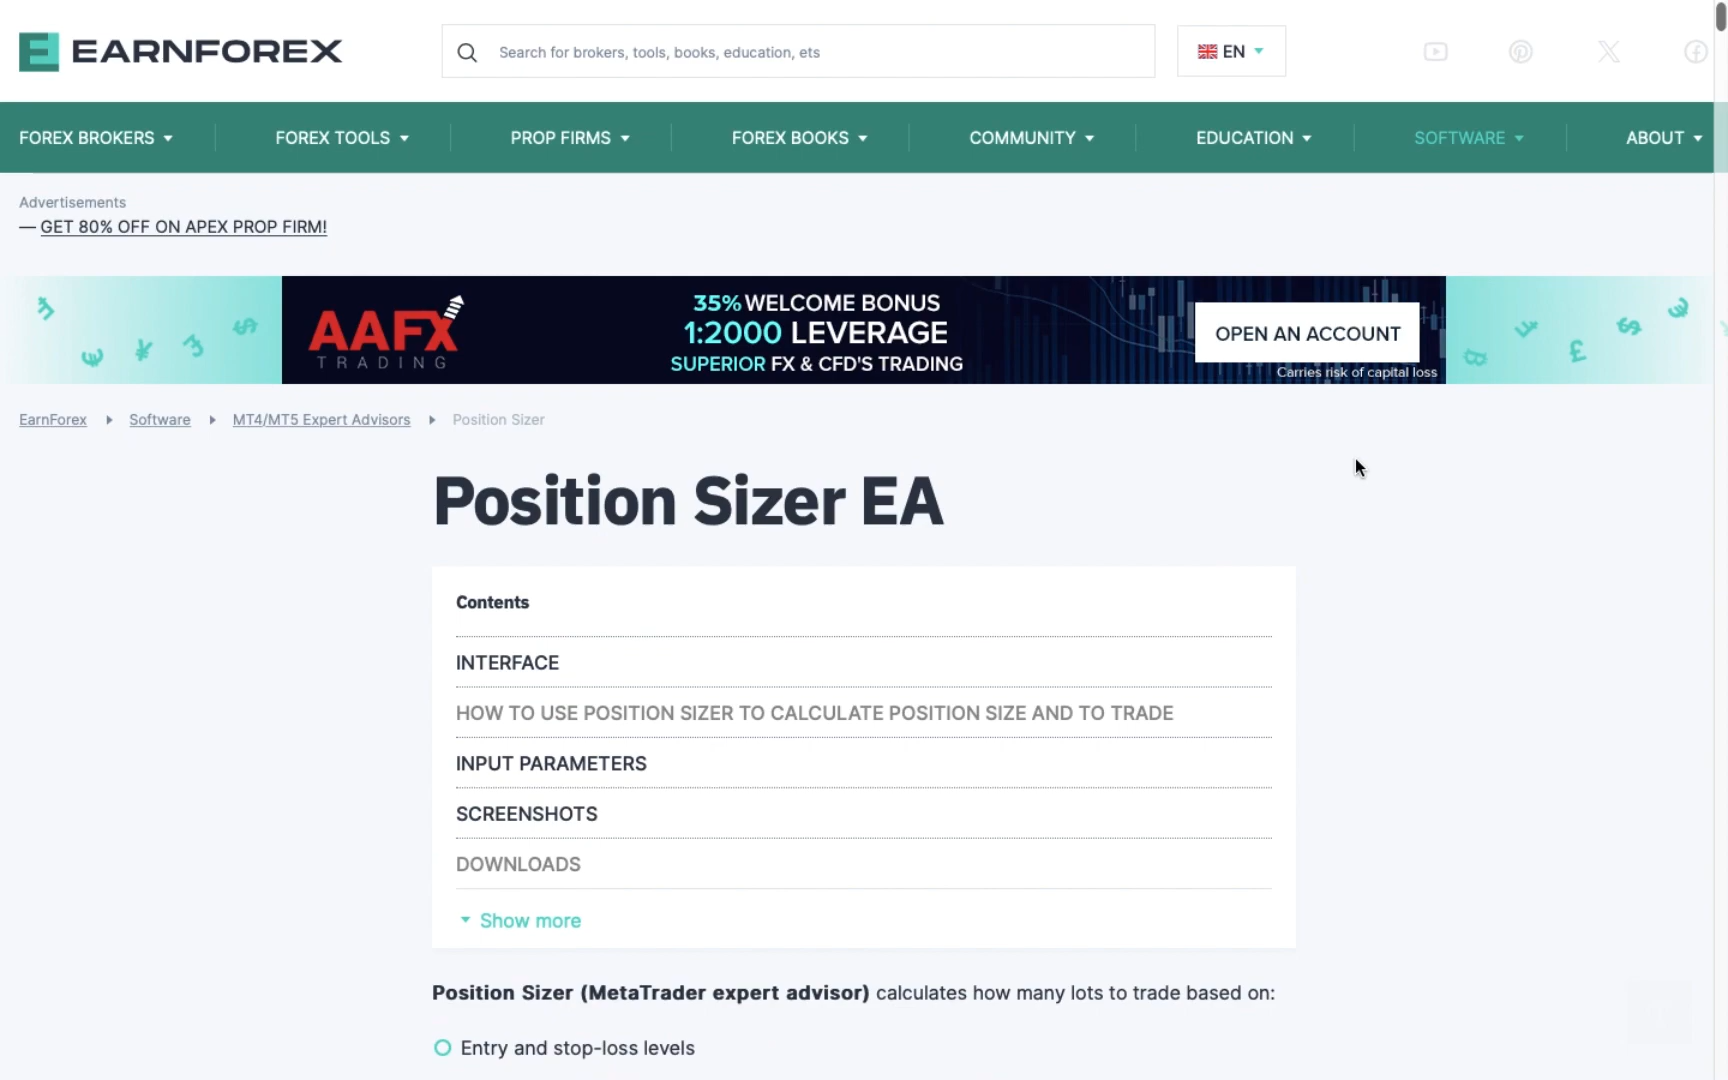 EARNFOREX
Search for brokers, tools, books, education, ets
EN
FOREX BROKERS
FOREX TOOLS
PROP FIRMS
FOREX BOOKS
COMMUNITY
EDUCATION
SOFTWARE
ABOUT
Advertisements
— GET 80% OFF ON APEX PROP FIRM!
AAFX
TRADING
35% WELCOME BONUS
1:2000 LEVERAGE
SUPERIOR FX & CFD'S TRADING
OPEN AN ACCOUNT
Carries risk of capital loss
EarnForex
Software
MT4/MT5 Expert Advisors
Position Sizer
Position Sizer EA
Contents
INTERFACE
HOW TO USE POSITION SIZER TO CALCULATE POSITION SIZE AND TO TRADE
INPUT PARAMETERS
SCREENSHOTS
DOWNLOADS
Show more
Position Sizer (MetaTrader expert advisor) calculates how many lots to trade based on:
Entry and stop-loss levels